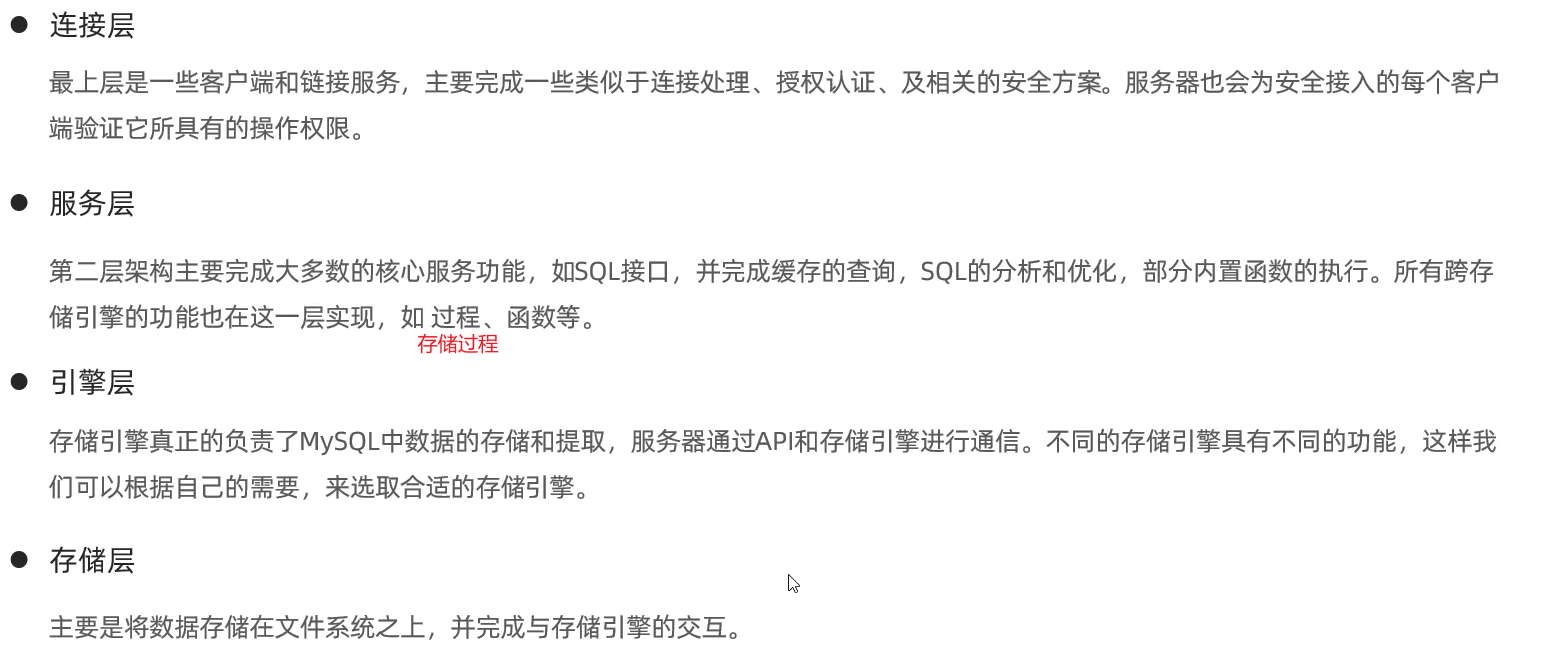 ● 连接层
最上层是一些客户端和链接服务，主要完成一些类似于连接处理、授权认证、及相关的安全方案。服务器也会为安全接入的每个客户
端验证它所具有的操作权限。
● 服务层
第二层架构主要完成大多数的核心服务功能，如SQL接口，并完成缓存的查询，SQL的分析和优化，部分内置函数的执行。所有跨存
储引擎的功能也在这一层实现，如 过程、函数等。
存储过程
● 引擎层
存储引擎真正的负责了MySQL中数据的存储和提取，服务器通过API和存储引擎进行通信。不同的存储引擎具有不同的功能，这样我
们可以根据自己的需要，来选取合适的存储引擎。
● 存储层
主要是将数据存储在文件系统之上，并完成与存储引擎的交互。